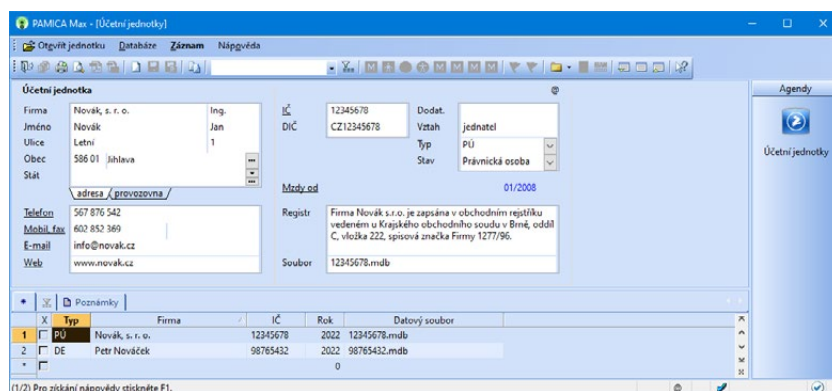 PAMICA Max - [Účetní jednotky]
Otevřít jednotku Databáze Záznam Nápověda
Účetní jednotka @ Agendy
Firma Novák, s. r. o. Ing. IČ 12345678 Dodat.
Jméno Novák Jan DIČ CZ12345678 Vztah jednatel
Ulice Letní 1 Typ PÚ
Obec 586 01 Jihlava Stav Právnická osoba
Účetní jednotky
Stát
adresa provozovna Mzdy od 01/2008
Telefon 567 876 542 Registr Firma Novák s.r.o. je zapsána v obchodním rejstříku
Mobil, fax 602 852 369 vedeném u Krajského obchodního soudu v Brně, oddíl
E-mail info@novak.cz C, vložka 222, spisová značka Firmy 1277/96.
Web www.novak.cz Soubor 12345678.mdb
Poznámky
X Typ Firma IČ Rok Datový soubor
1 PÚ Novák, s. r. o. 12345678 2022 12345678.mdb
2 DE Petr Nováček 98765432 2022 98765432.mdb
* 0
(1/2) Pro získání nápovědy stiskněte F1. @